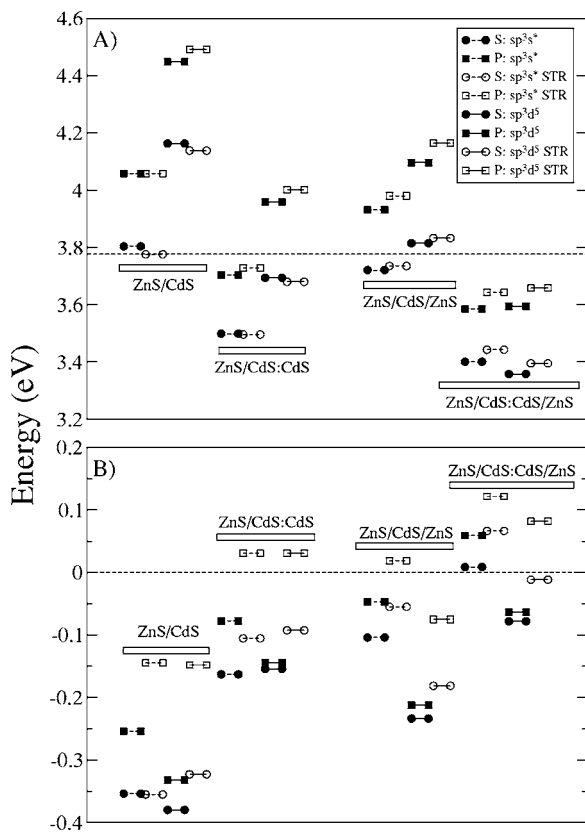 4.6
A)
S: sp³s*
P: sp³s*
S: sp³s* STR
P: sp³s* STR
S: sp³d⁵
P: sp³d⁵
S: sp³d⁵ STR
P: sp³d⁵ STR
4.4
4.2
4
3.8
3.6
3.4
3.2
ZnS/CdS
ZnS/CdS:CdS
ZnS/CdS/ZnS
ZnS/CdS:CdS/ZnS
Energy (eV)
0.2
B)
0.1
0
-0.1
-0.2
-0.3
-0.4
ZnS/CdS
ZnS/CdS:CdS
ZnS/CdS/ZnS
ZnS/CdS:CdS/ZnS